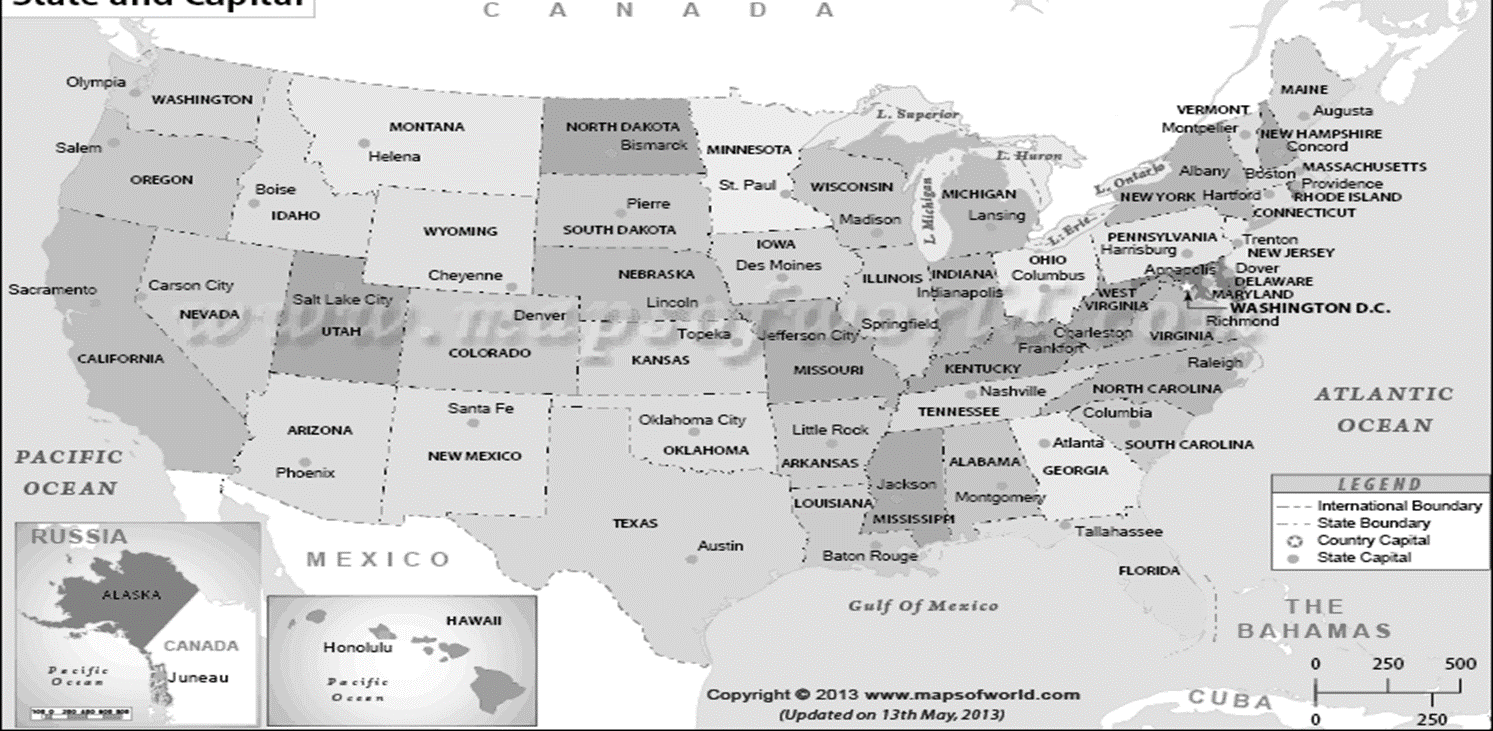 State and Capital
C A N A D A
Olympia
WASHINGTON
MONTANA
Helena
NORTH DAKOTA
Bismarck
MINNESOTA
St. Paul
L. Superior
L. Huron
L. Michigan
L. Ontario
L. Erie
MAINE
Augusta
VERMONT
Montpelier
NEW HAMPSHIRE
Concord
MASSACHUSETTS
Boston
Providence
RHODE ISLAND
CONNECTICUT
Hartford
Albany
NEW YORK
Salem
OREGON
Boise
IDAHO
WYOMING
Cheyenne
Pierre
SOUTH DAKOTA
WISCONSIN
Madison
MICHIGAN
Lansing
IOWA
Des Moines
NEBRASKA
Lincoln
ILLINOIS
Springfield
INDIANA
Indianapolis
OHIO
Columbus
PENNSYLVANIA
Harrisburg
Trenton
NEW JERSEY
Annapolis
Dover
DELAWARE
MARYLAND
WASHINGTON D.C.
Richmond
WEST
VIRGINIA
Charleston
VIRGINIA
Sacramento
Carson City
NEVADA
CALIFORNIA
Salt Lake City
UTAH
Denver
COLORADO
Topeka
KANSAS
Jefferson City
MISSOURI
Frankfort
KENTUCKY
Raleigh
NORTH CAROLINA
Nashville
TENNESSEE
Columbia
SOUTH CAROLINA
www.mapsofworld.co
ATLANTIC
OCEAN
PACIFIC
OCEAN
ARIZONA
Phoenix
Santa Fe
NEW MEXICO
Oklahoma City
OKLAHOMA
Little Rock
ARKANSAS
LOUISIANA
Baton Rouge
Jackson
MISSISSIPPI
ALABAMA
Montgomery
Atlanta
GEORGIA
Tallahassee
FLORIDA
TEXAS
Austin
MEXICO
Gulf Of Mexico
LEGEND
International Boundary
State Boundary
Country Capital
State Capital
THE
BAHAMAS
CUBA
0 250 500
0 250
RUSSIA
ALASKA
CANADA
Pacific
Ocean
Juneau
HAWAII
Honolulu
Pacific
Ocean
Copyright © 2013 www.mapsofworld.com
(Updated on 13th May, 2013)